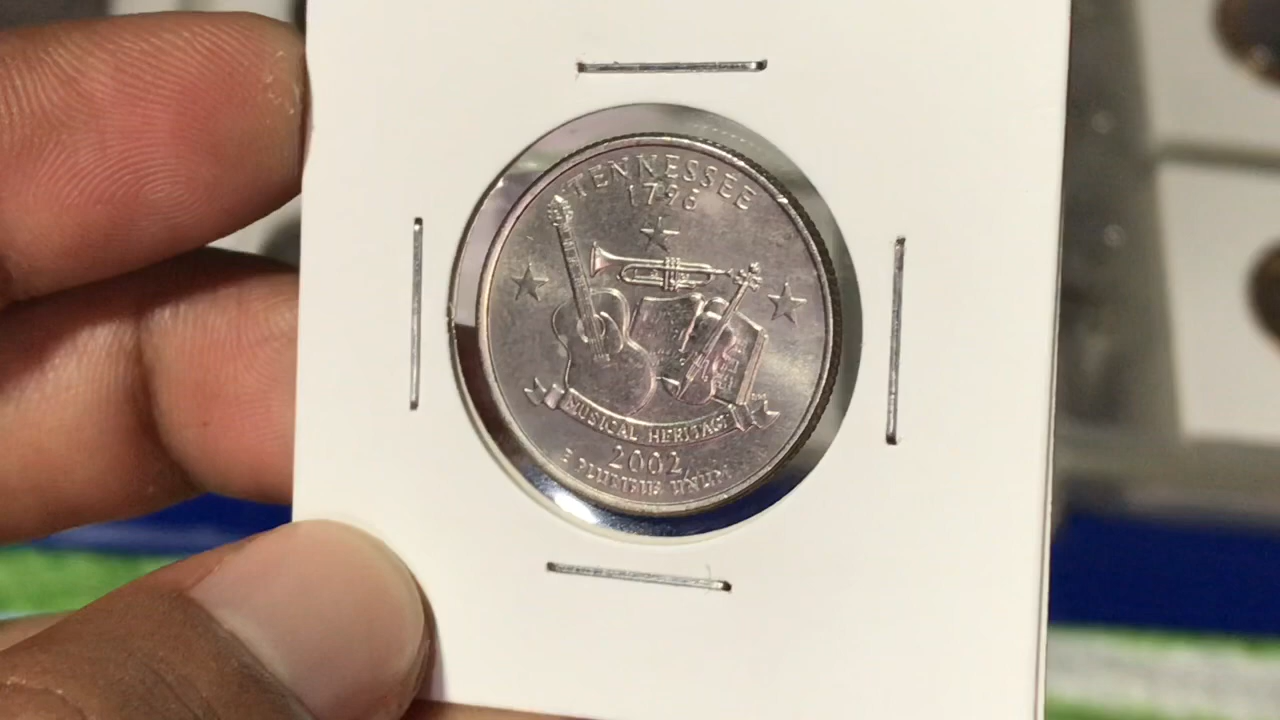 TENNESSEE
1796
MUSICAL HERITAGE
2002
E PLURIBUS UNUM